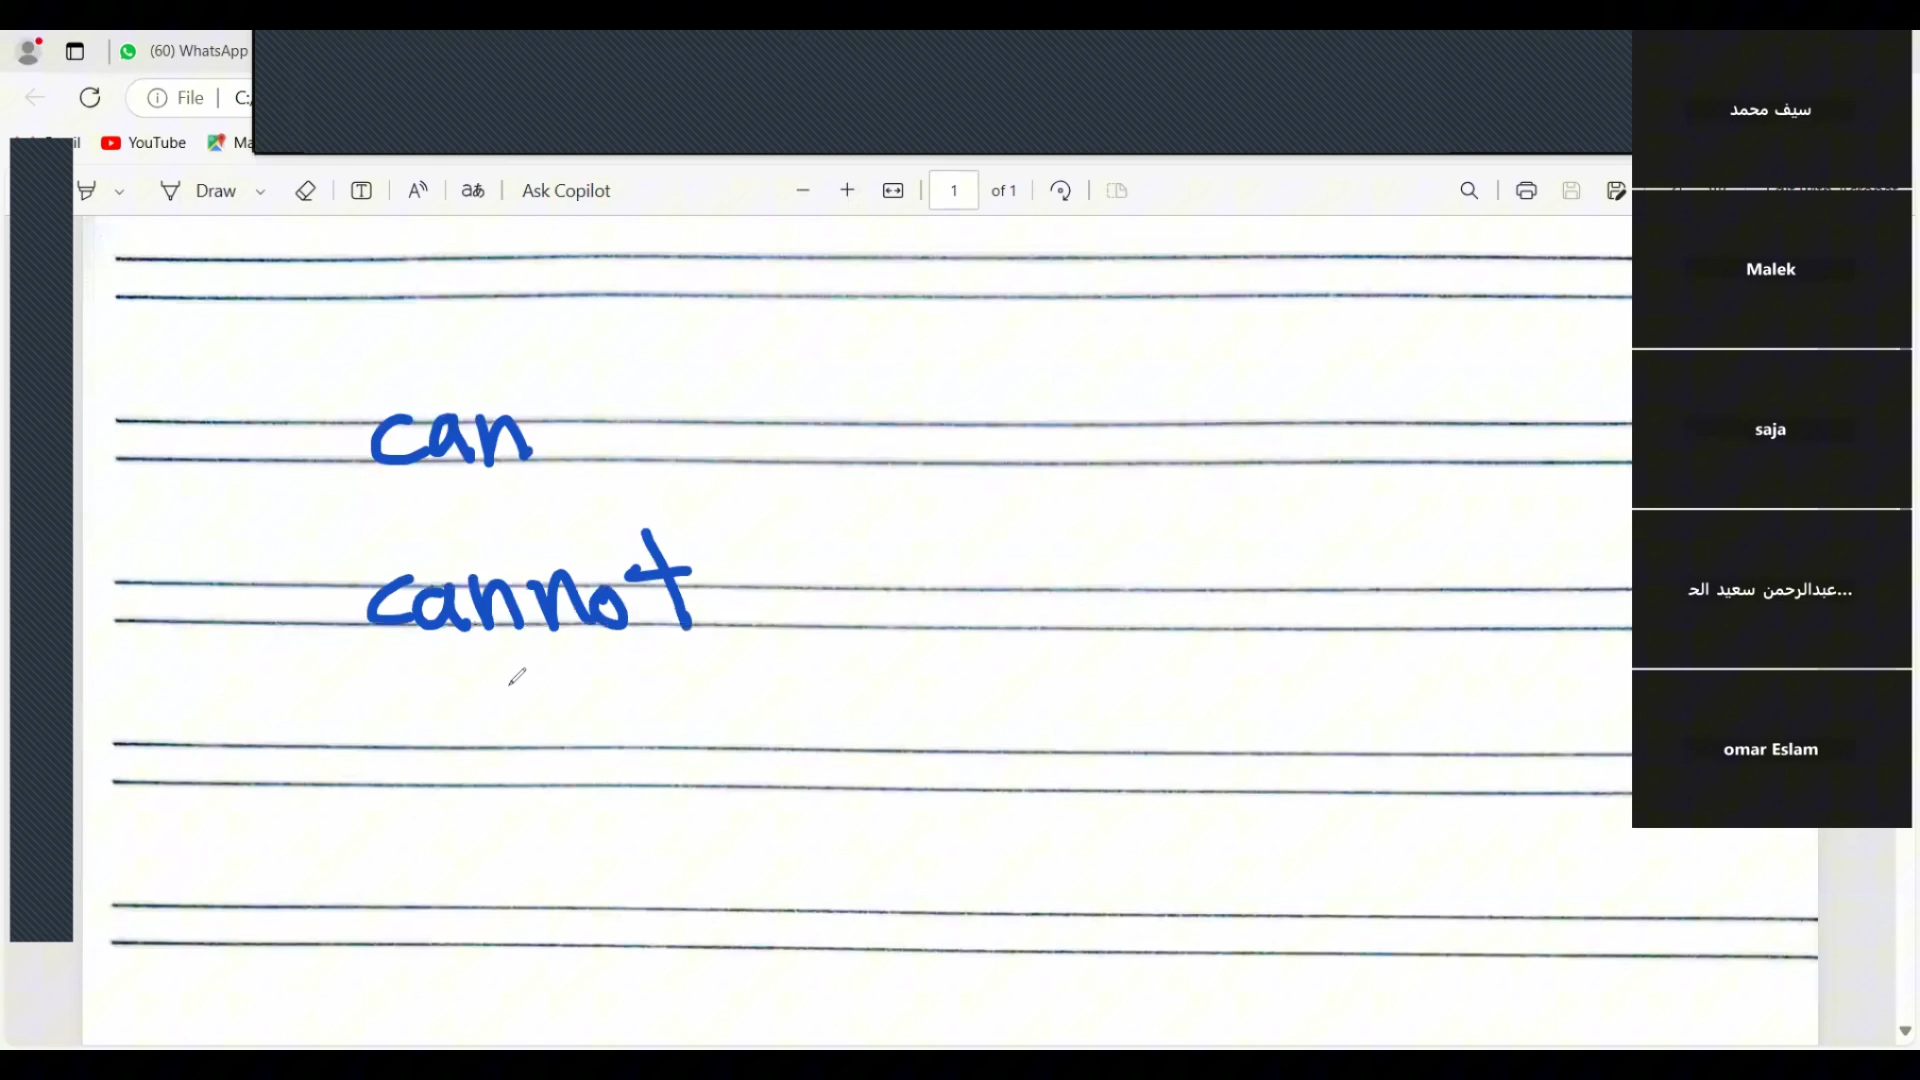 (60) WhatsApp
File | C:/
YouTube
Draw
Ask Copilot
1 of 1
can
cannot
سيف محمد
Malek
saja
عبدالرحمن سعيد الح...
omar Eslam